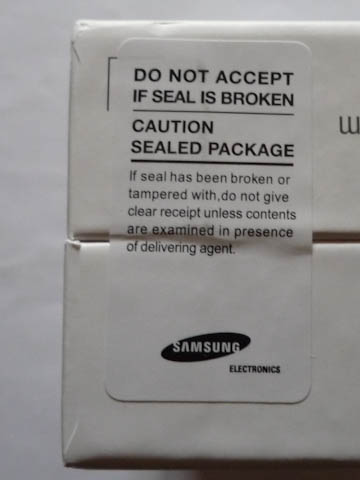 DO NOT ACCEPT
IF SEAL IS BROKEN
CAUTION
SEALED PACKAGE
If seal has been broken or
tampered with,do not give
clear receipt unless contents
are examined in presence
of delivering agent.
SAMSUNG
ELECTRONICS